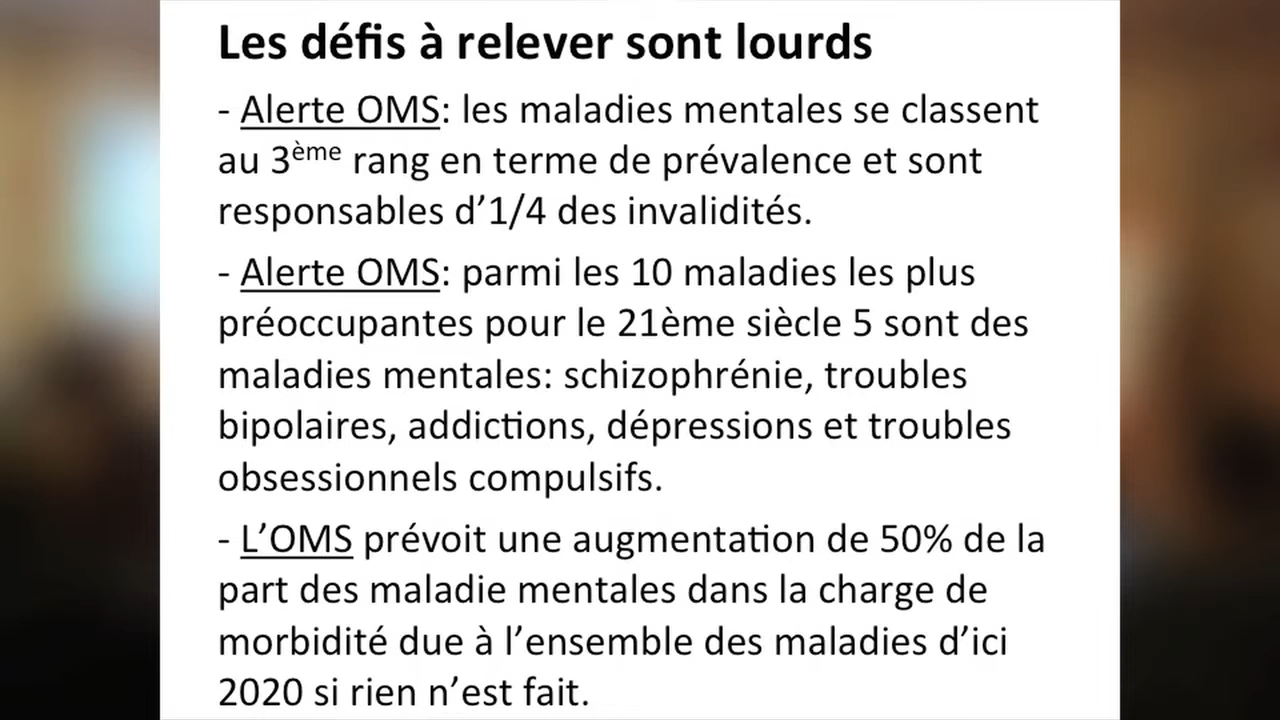 Les défis à relever sont lourds
- Alerte OMS: les maladies mentales se classent
au 3ème rang en terme de prévalence et sont
responsables d’1/4 des invalidités.
- Alerte OMS: parmi les 10 maladies les plus
préoccupantes pour le 21ème siècle 5 sont des
maladies mentales: schizophrénie, troubles
bipolaires, addictions, dépressions et troubles
obsessionnels compulsifs.
- L’OMS prévoit une augmentation de 50% de la
part des maladie mentales dans la charge de
morbidité due à l’ensemble des maladies d’ici
2020 si rien n’est fait.